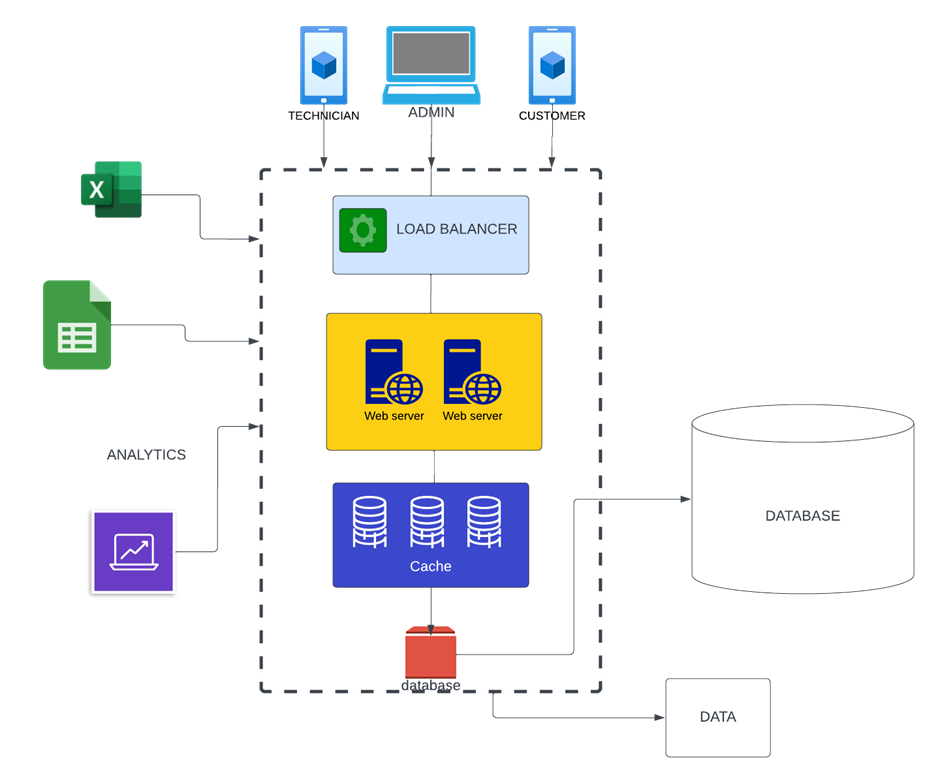 TECHNICIAN
ADMIN
CUSTOMER
X
LOAD BALANCER
Web server
Web server
ANALYTICS
DATABASE
Cache
database
DATA